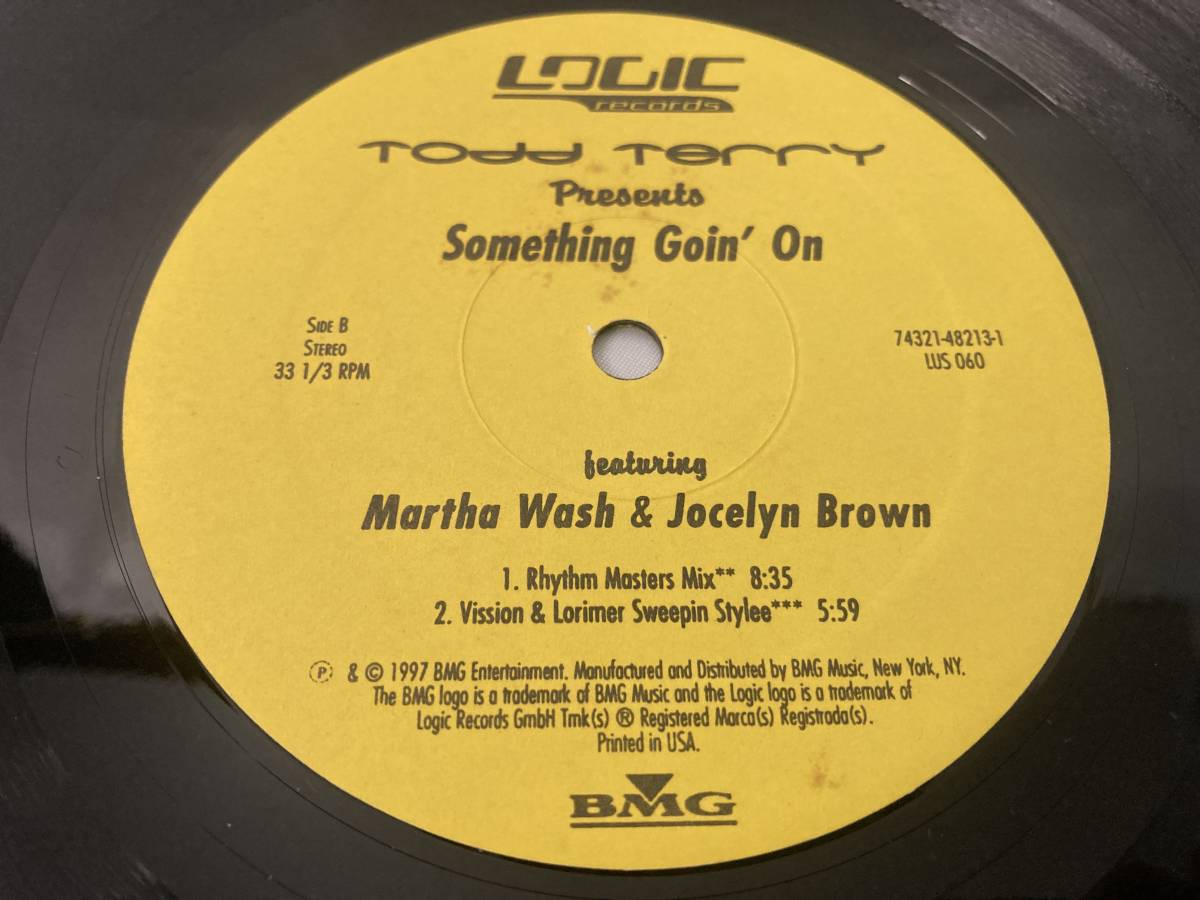 LOGIC
records
Todd Terry
Presents
Something Goin' On
SIDE B
STEREO
33 1/3 RPM
74321-48213-1
LUS 060
featuring
Martha Wash & Jocelyn Brown
1. Rhythm Masters Mix** 8:35
2. Vission & Lorimer Sweepin Stylee*** 5:59
℗ & © 1997 BMG Entertainment. Manufactured and Distributed by BMG Music, New York, NY.
The BMG logo is a trademark of BMG Music and the Logic logo is a trademark of
Logic Records GmbH Tmk(s) ® Registered Marca(s) Registrada(s).
Printed in USA.
BMG